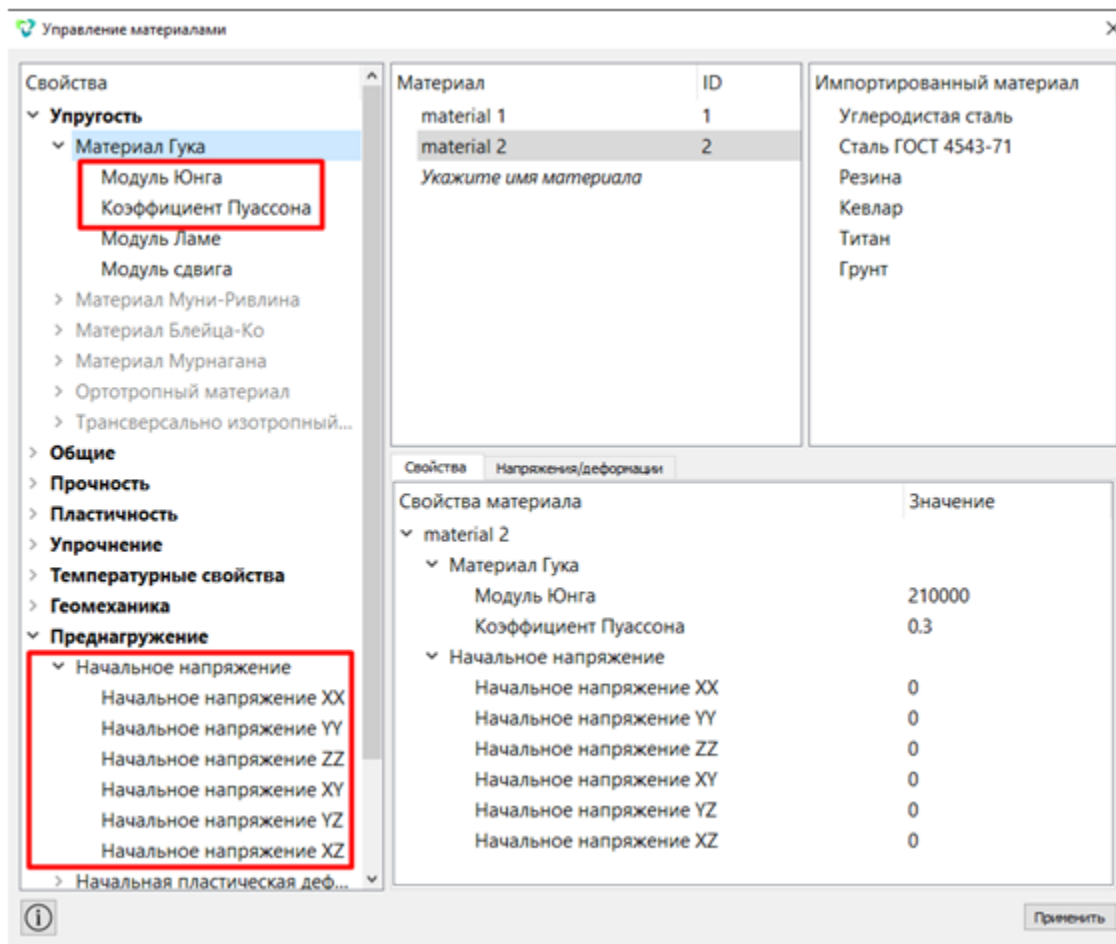 Управление материалами
Свойства
Упругость
Материал Гука
Модуль Юнга
Коэффициент Пуассона
Модуль Ламе
Модуль сдвига
Материал Муни-Ривлина
Материал Блейца-Ко
Материал Мурнагана
Ортотропный материал
Трансверсально изотропный...
Общие
Прочность
Пластичность
Упрочнение
Температурные свойства
Геомеханика
Преднагружение
Начальное напряжение
Начальное напряжение XX
Начальное напряжение YY
Начальное напряжение ZZ
Начальное напряжение XY
Начальное напряжение YZ
Начальное напряжение XZ
Начальная пластическая деф...
Материал ID
material 1 1
material 2 2
Укажите имя материала
Импортированный материал
Углеродистая сталь
Сталь ГОСТ 4543-71
Резина
Кевлар
Титан
Грунт
Свойства Напряжения/деформации
Свойства материала Значение
material 2
Материал Гука
Модуль Юнга 210000
Коэффициент Пуассона 0.3
Начальное напряжение
Начальное напряжение XX 0
Начальное напряжение YY 0
Начальное напряжение ZZ 0
Начальное напряжение XY 0
Начальное напряжение YZ 0
Начальное напряжение XZ 0
Применить